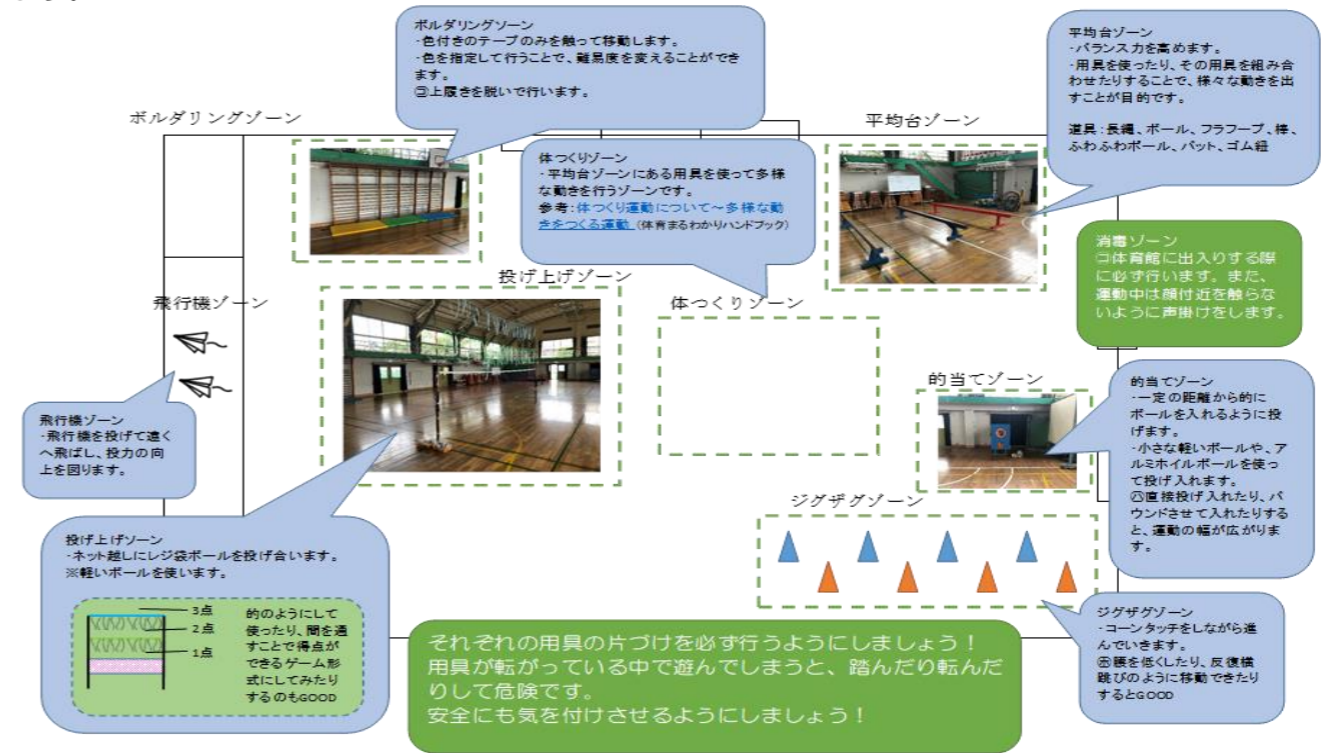 ボルダリングゾーン
・色付きのテープのみを触って移動します。
・色を指定して行うことで、難易度を変えることができ
ます。
㋙上履きを脱いで行います。
平均台ゾーン
・バランス力を高めます。
・用具を使ったり、その用具を組み合
わせたりすることで、様々な動きを出
すことが目的です。
道具：長縄、ボール、フラフープ、棒、
ふわふわボール、バット、ゴム紐
ボルダリングゾーン
平均台ゾーン
体つくりゾーン
・平均台ゾーンにある用具を使って多様
な動きを行うゾーンです。
参考：体つくり運動について～多様な動
きをつくる運動 （体育まるわかりハンドブック）
消毒ゾーン
㋙体育館に出入りする際
に必ず行います。また、
運動中は顔付近を触らな
いように声掛けをします。
投げ上げゾーン
飛行機ゾーン
体つくりゾーン
的当てゾーン
飛行機ゾーン
・飛行機を投げて遠く
へ飛ばし、投力の向
上を図ります。
的当てゾーン
・一定の距離から的に
ボールを入れるように投
げます。
・小さな軽いボールや、ア
ルミホイルボールを使っ
て投げ入れます。
直接投げ入れたり、バ
ウンドさせて入れたりする
と、運動の幅が広がりま
す。
ジグザグゾーン
投げ上げゾーン
・ネット越しにレジ袋ボールを投げ合います。
※軽いボールを使います。
3点
2点
1点
的のようにして
使ったり、間を通
すことで得点が
できるゲーム形
式にしてみたり
するのもGOOD
ジグザグゾーン
・コーンタッチをしながら進
んでいきます。
腰を低くしたり、反復横
跳びのように移動できたり
するとGOOD
それぞれの用具の片づけを必ず行うようにしましょう！
用具が転がっている中で遊んでしまうと、踏んだり転んだ
りして危険です。
安全にも気を付けさせるようにしましょう！